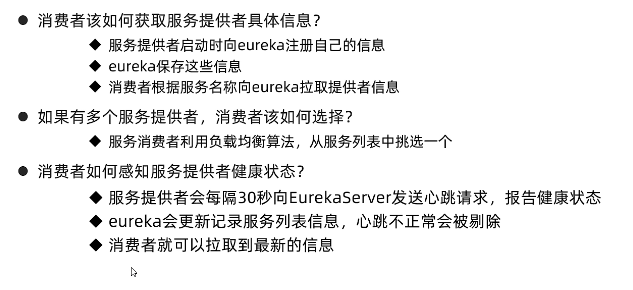 消费者该如何获取服务提供者具体信息？
服务提供者启动时向eureka注册自己的信息
eureka保存这些信息
消费者根据服务名称向eureka拉取提供者信息
如果有多个服务提供者，消费者该如何选择？
服务消费者利用负载均衡算法，从服务列表中挑选一个
消费者如何感知服务提供者健康状态？
服务提供者会每隔30秒向EurekaServer发送心跳请求，报告健康状态
eureka会更新记录服务列表信息，心跳不正常会被剔除
消费者就可以拉取到最新的信息